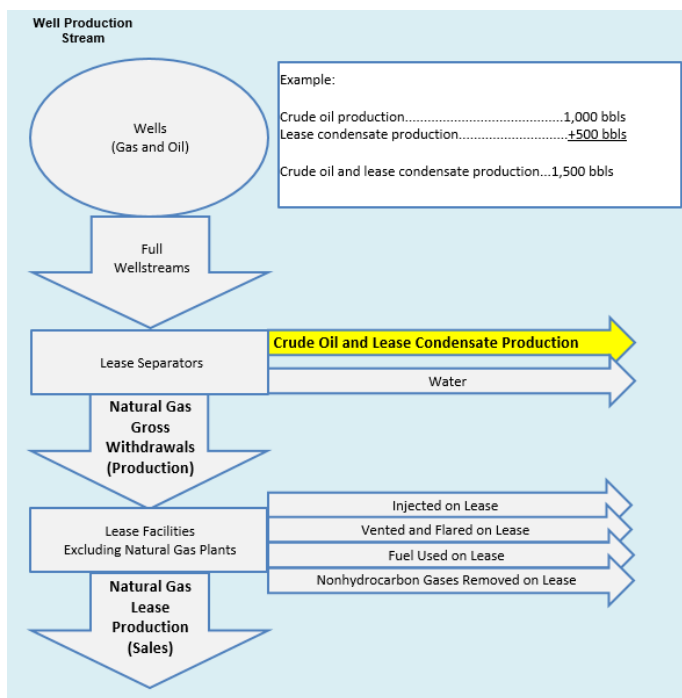 Well Production
Stream
Wells
(Gas and Oil)
Example:
Crude oil production..............................................1,000 bbls
Lease condensate production................................+500 bbls
Crude oil and lease condensate production...1,500 bbls
Full
Wellstreams
Lease Separators
Crude Oil and Lease Condensate Production
Water
Natural Gas
Gross
Withdrawals
(Production)
Lease Facilities
Excluding Natural Gas Plants
Injected on Lease
Vented and Flared on Lease
Fuel Used on Lease
Nonhydrocarbon Gases Removed on Lease
Natural Gas
Lease
Production
(Sales)